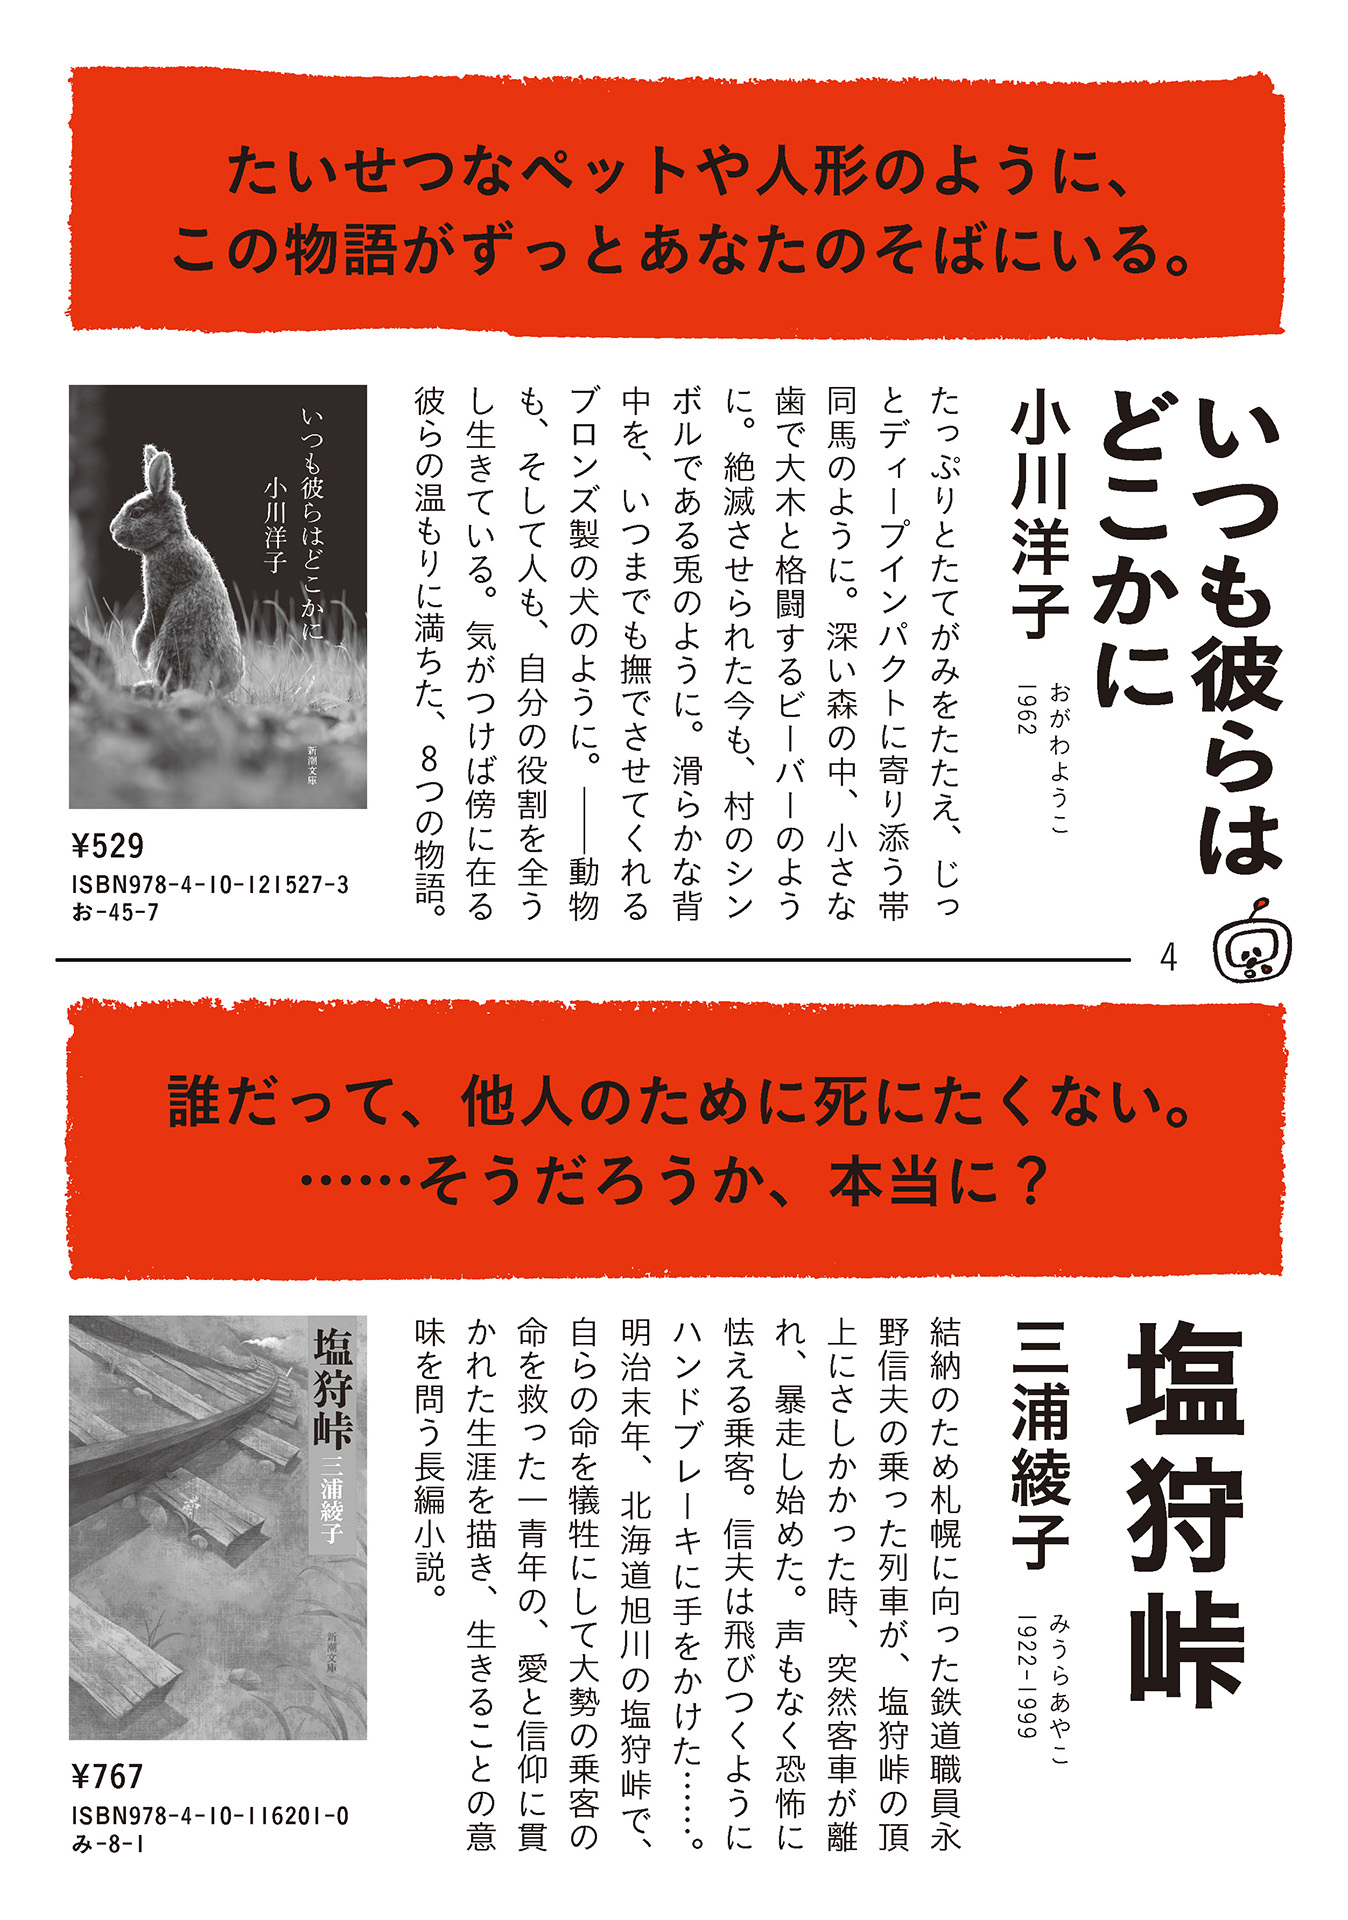 たいせつなペットや人形のように、
この物語がずっとあなたのそばにいる。
いつも彼らは
どこかに
小川洋子
おがわようこ
1962
たっぷりとたてがみをたたえ、じっ
とディープインパクトに寄り添う帯
同馬のように。深い森の中、小さな
歯で大木と格闘するビーバーのよう
に。絶滅させられた今も、村のシン
ボルである兎のように。滑らかな背
中を、いつまでも撫でさせてくれる
ブロンズ製の犬のように。――動物
も、そして人も、自分の役割を全う
し生きている。気がつけば傍に在る
彼らの温もりに満ちた、8つの物語。
いつも彼らはどこかに
小川洋子
新潮文庫
¥529
ISBN978-4-10-121527-3
お-45-7
4
誰だって、他人のために死にたくない。
……そうだろうか、本当に？
塩狩峠
三浦綾子
みうらあやこ
1922-1999
結納のため札幌に向った鉄道職員永
野信夫の乗った列車が、塩狩峠の頂
上にさしかかった時、突然客車が離
れ、暴走し始めた。声もなく恐怖に
怯える乗客。信夫は飛びつくように
ハンドブレーキに手をかけた……。
明治末年、北海道旭川の塩狩峠で、
自らの命を犠牲にして大勢の乗客の
命を救った一青年の、愛と信仰に貫
かれた生涯を描き、生きることの意
味を問う長編小説。
塩狩峠
三浦綾子
新潮文庫
¥767
ISBN978-4-10-116201-0
み-8-1